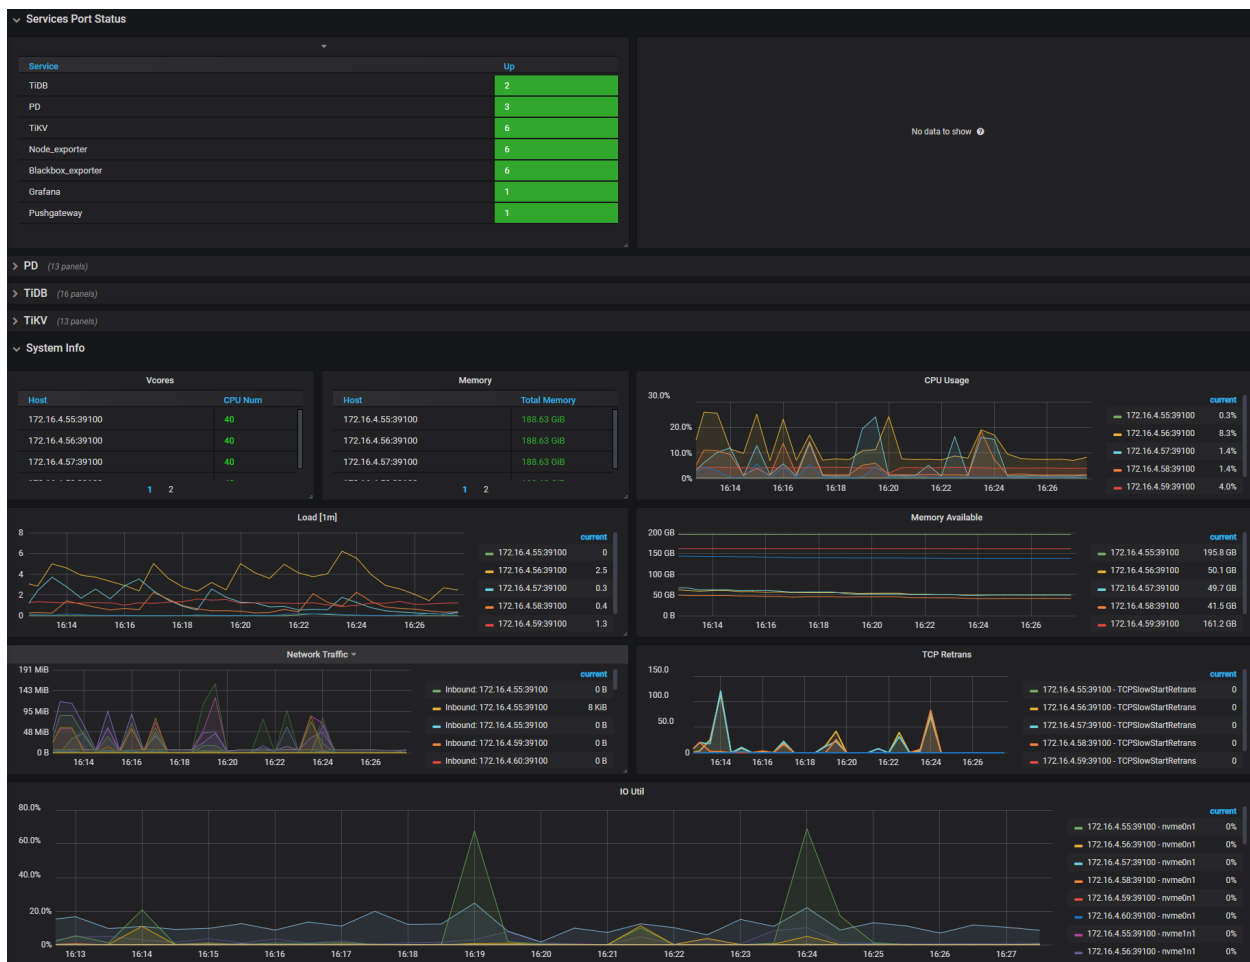 Services Port Status
Service Up
TiDB 2
PD 3
TiKV 6
Node_exporter 6
Blackbox_exporter 6
Grafana 1
Pushgateway 1
No data to show
PD (13 panels)
TiDB (16 panels)
TiKV (13 panels)
System Info
Vcores
Host CPU Num
172.16.4.55:39100 40
172.16.4.56:39100 40
172.16.4.57:39100 40
1 2
Memory
Host Total Memory
172.16.4.55:39100 188.63 GiB
172.16.4.56:39100 188.63 GiB
172.16.4.57:39100 188.63 GiB
1 2
CPU Usage
30.0%
20.0%
10.0%
0%
16:14 16:16 16:18 16:20 16:22 16:24 16:26
current
172.16.4.55:39100 0.3%
172.16.4.56:39100 8.3%
172.16.4.57:39100 1.4%
172.16.4.58:39100 1.4%
172.16.4.59:39100 4.0%
Load [1m]
8
6
4
2
0
16:14 16:16 16:18 16:20 16:22 16:24 16:26
current
172.16.4.55:39100 0
172.16.4.56:39100 2.5
172.16.4.57:39100 0.3
172.16.4.58:39100 0.4
172.16.4.59:39100 1.3
Memory Available
200 GB
150 GB
100 GB
50 GB
0 B
16:14 16:16 16:18 16:20 16:22 16:24 16:26
current
172.16.4.55:39100 195.8 GB
172.16.4.56:39100 50.1 GB
172.16.4.57:39100 49.7 GB
172.16.4.58:39100 41.5 GB
172.16.4.59:39100 161.2 GB
Network Traffic
191 MiB
143 MiB
95 MiB
48 MiB
0 B
16:14 16:16 16:18 16:20 16:22 16:24 16:26
current
Inbound: 172.16.4.55:39100 0 B
Inbound: 172.16.4.55:39100 8 KiB
Inbound: 172.16.4.55:39100 0 B
Inbound: 172.16.4.59:39100 0 B
Inbound: 172.16.4.60:39100 0 B
TCP Retrans
150.0
100.0
50.0
0
16:14 16:16 16:18 16:20 16:22 16:24 16:26
current
172.16.4.55:39100 - TCPSlowStartRetrans 0
172.16.4.56:39100 - TCPSlowStartRetrans 0
172.16.4.57:39100 - TCPSlowStartRetrans 0
172.16.4.58:39100 - TCPSlowStartRetrans 0
172.16.4.59:39100 - TCPSlowStartRetrans 0
IO Util
80.0%
60.0%
40.0%
20.0%
0%
16:13 16:14 16:15 16:16 16:17 16:18 16:19 16:20 16:21 16:22 16:23 16:24 16:25 16:26 16:27
current
172.16.4.55:39100 - nvme0n1 0%
172.16.4.56:39100 - nvme0n1 0%
172.16.4.57:39100 - nvme0n1 0%
172.16.4.58:39100 - nvme0n1 0%
172.16.4.59:39100 - nvme0n1 0%
172.16.4.60:39100 - nvme0n1 0%
172.16.4.55:39100 - nvme1n1 0%
172.16.4.56:39100 - nvme1n1 0%